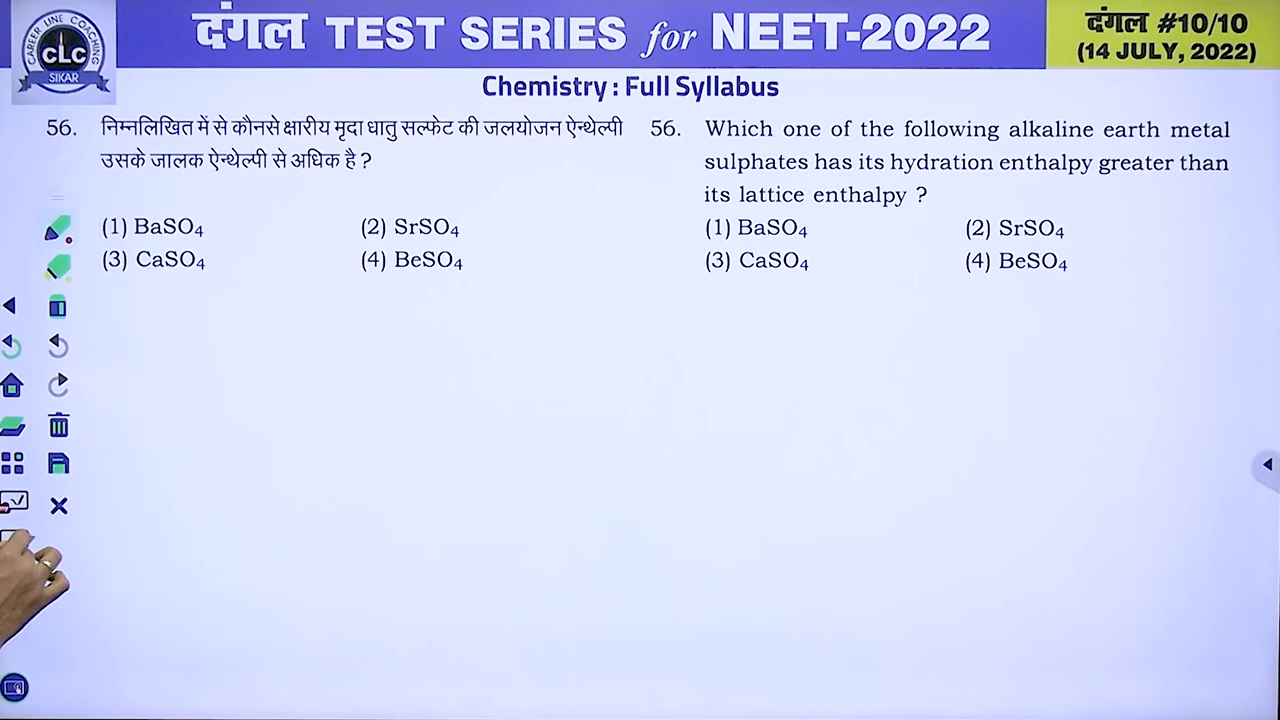 दंगल TEST SERIES for NEET-2022
दंगल #10/10
(14 JULY, 2022)
CAREER LINE COACHING
CLC
SIKAR
Chemistry : Full Syllabus
56. निम्नलिखित में से कौनसे क्षारीय मृदा धातु सल्फेट की जलयोजन ऐन्थेल्पी
उसके जालक ऐन्थेल्पी से अधिक है ?
(1) BaSO₄ (2) SrSO₄
(3) CaSO₄ (4) BeSO₄
56. Which one of the following alkaline earth metal
sulphates has its hydration enthalpy greater than
its lattice enthalpy ?
(1) BaSO₄ (2) SrSO₄
(3) CaSO₄ (4) BeSO₄